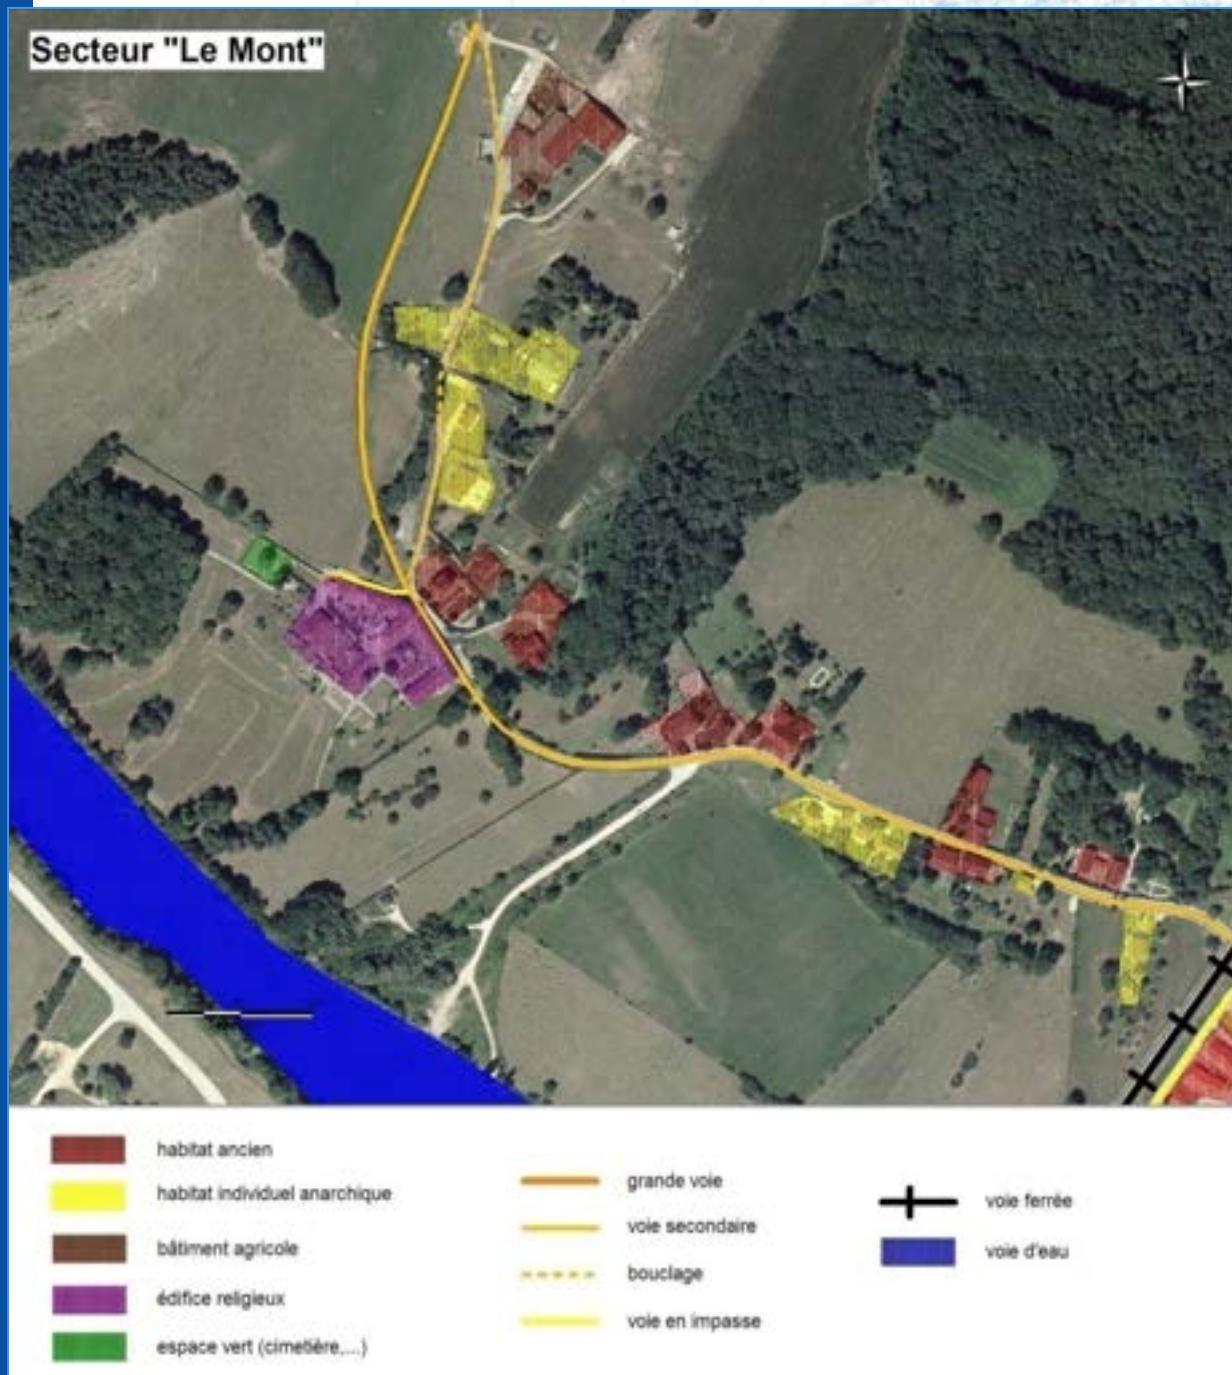 Secteur "Le Mont"
habitat ancien
habitat individuel anarchique
bâtiment agricole
édifice religieux
espace vert (cimetière,...)
grande voie
voie secondaire
bouclage
voie en impasse
voie ferrée
voie d'eau